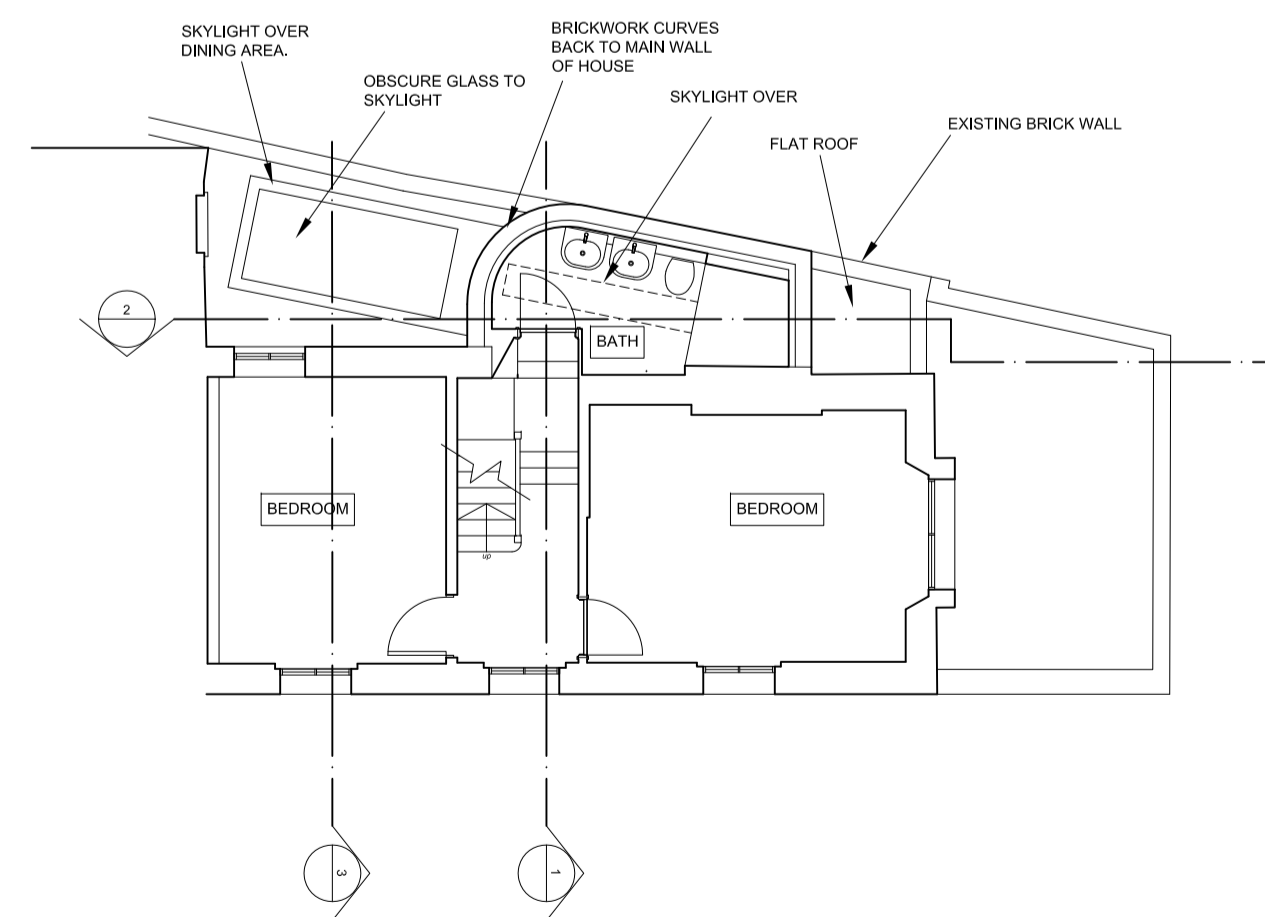 SKYLIGHT OVER
DINING AREA.
OBSCURE GLASS TO
SKYLIGHT
BRICKWORK CURVES
BACK TO MAIN WALL
OF HOUSE
SKYLIGHT OVER
FLAT ROOF
EXISTING BRICK WALL
2
BATH
BEDROOM
BEDROOM
up
3
1